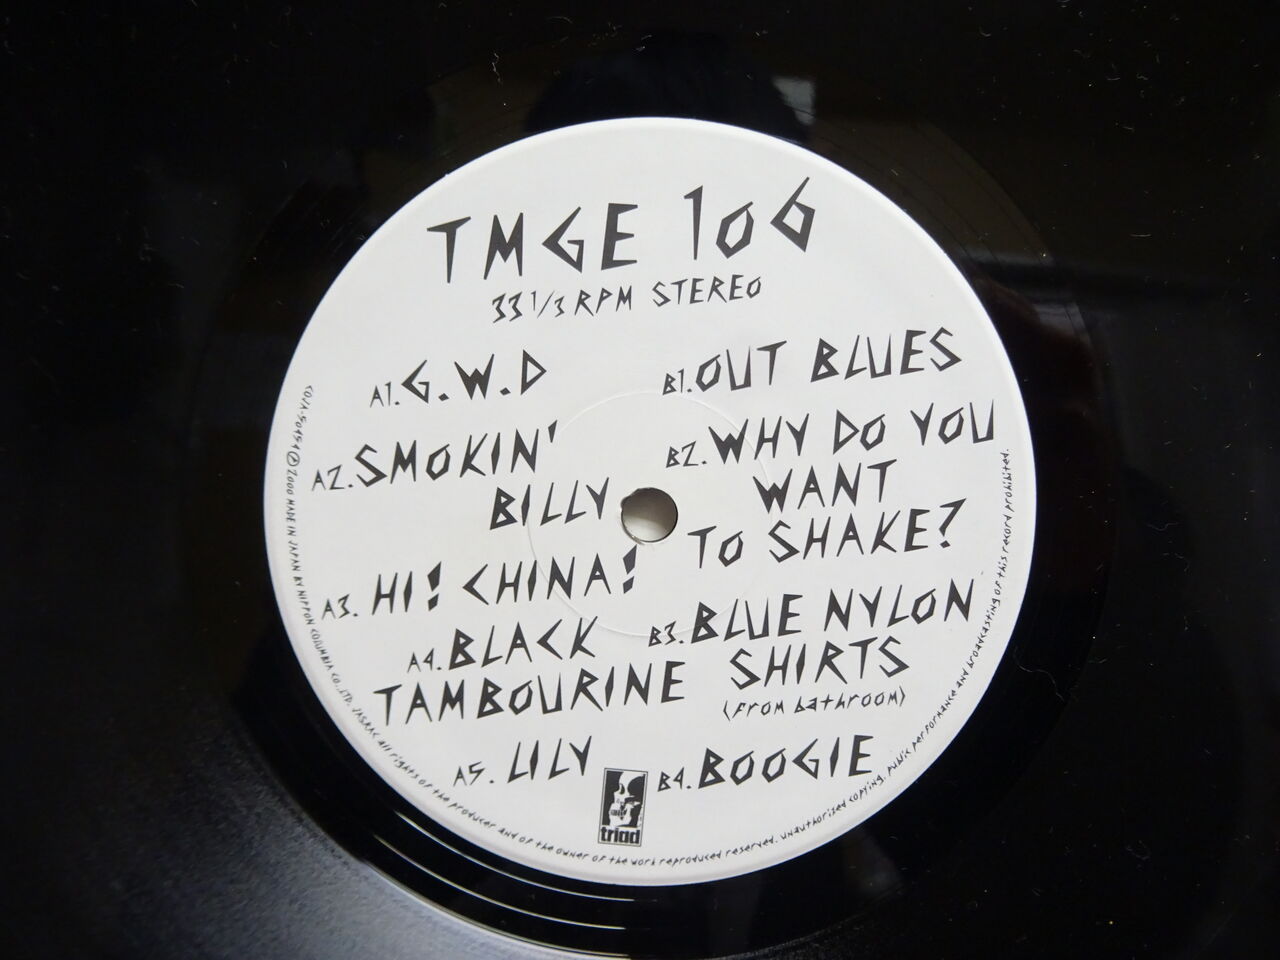 TMGE 106
33 1/3 RPM STEREO
A1. G.W.D
A2. SMOKIN'
BILLY
A3. HI! CHINA!
A4. BLACK
TAMBOURINE
A5. LILY
B1. OUT BLUES
B2. WHY DO YOU
WANT
TO SHAKE?
B3. BLUE NYLON
SHIRTS
(from bathroom)
B4. BOOGIE
triad
Ⓟ2000 MADE IN JAPAN BY NIPPON COLUMBIA CO.,LTD. JASRAC All rights of the producer and of the owner of the work reproduced reserved. unauthorised copying, public performance and broadcasting of this record prohibited.